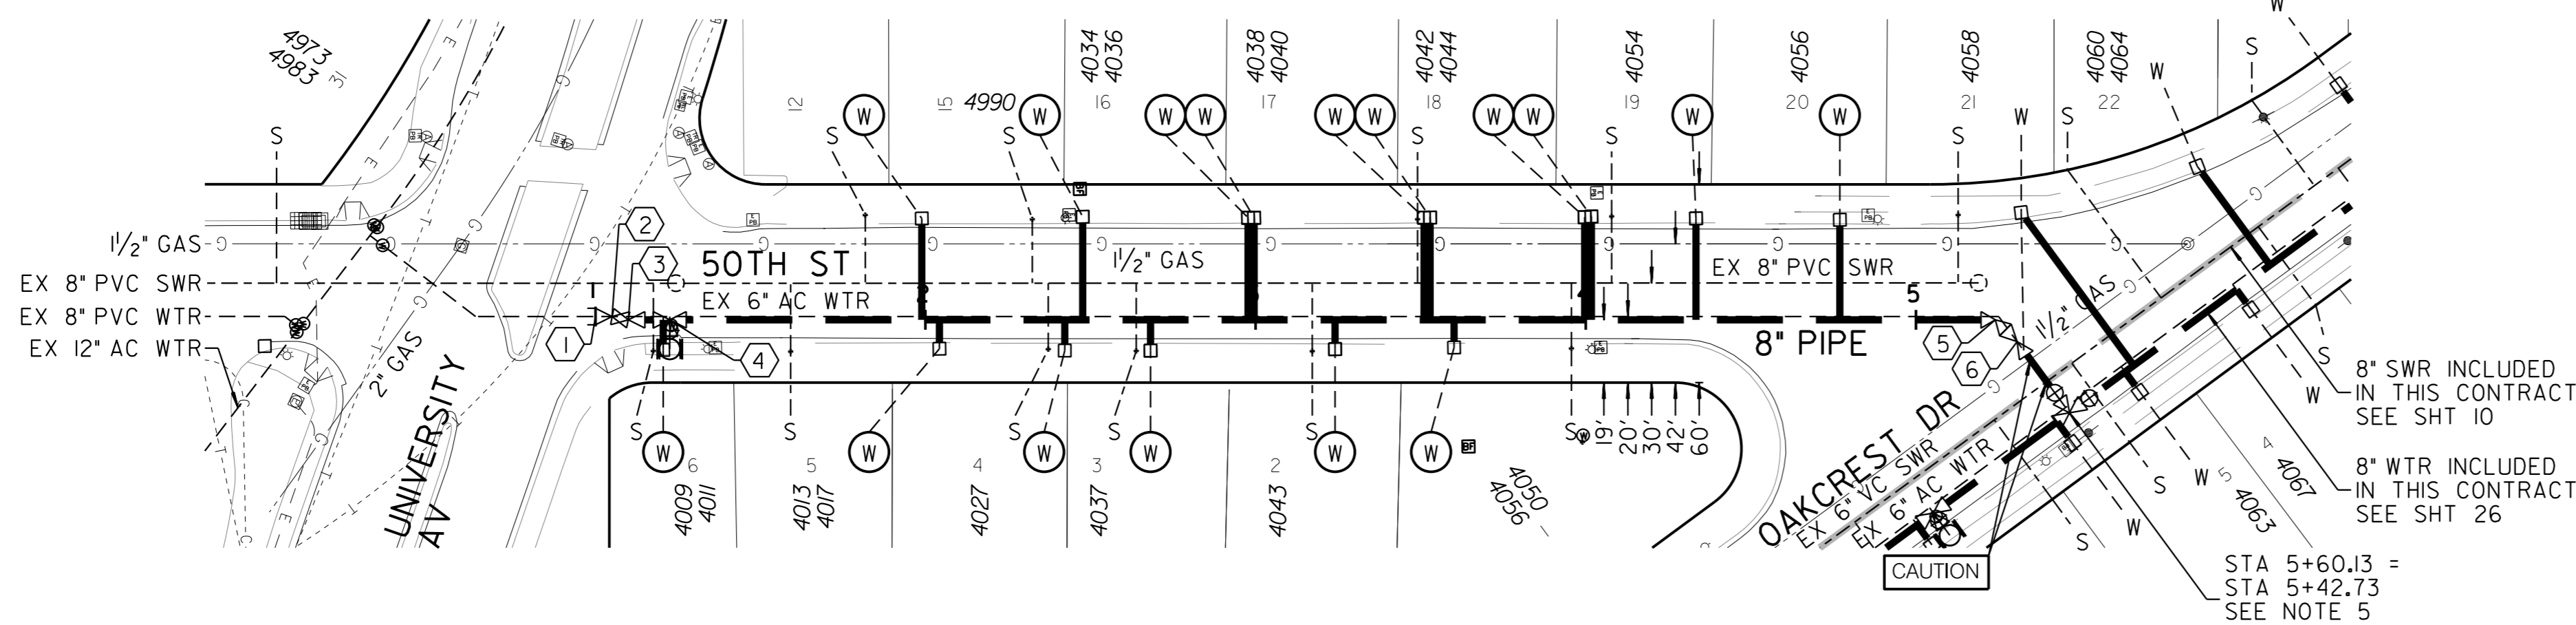 W
4973
4983
31
4034
4036
4038
4040
4042
4044
4054
4056
4058
4060
4064
12
15
4990
16
17
18
19
20
21
22
W
W
W
W
W
W
W
W
W
W
W
W
S
S
S
S
S
S
S
S
1½" GAS
EX 8" PVC SWR
EX 8" PVC WTR
EX 12" AC WTR
2" GAS
UNIVERSITY
AV
1
2
3
4
50TH ST
EX 6" AC WTR
1½" GAS
EX 8" PVC SWR
8" PIPE
5
5
6
1½" GAS
S
W
S
W
S
W
S
W
W
S
W
S
19'
20'
30'
42'
60'
6
4009
4011
5
4013
4017
4
4027
3
4037
2
4043
BF
BF
4050
4056
OAKCREST DR
EX 6" VC SWR
EX 6" AC WTR
CAUTION
4
4067
5
4063
S
W
S
W
S
W
8" SWR INCLUDED
IN THIS CONTRACT
SEE SHT 10
8" WTR INCLUDED
IN THIS CONTRACT
SEE SHT 26
STA 5+60.13 =
STA 5+42.73
SEE NOTE 5